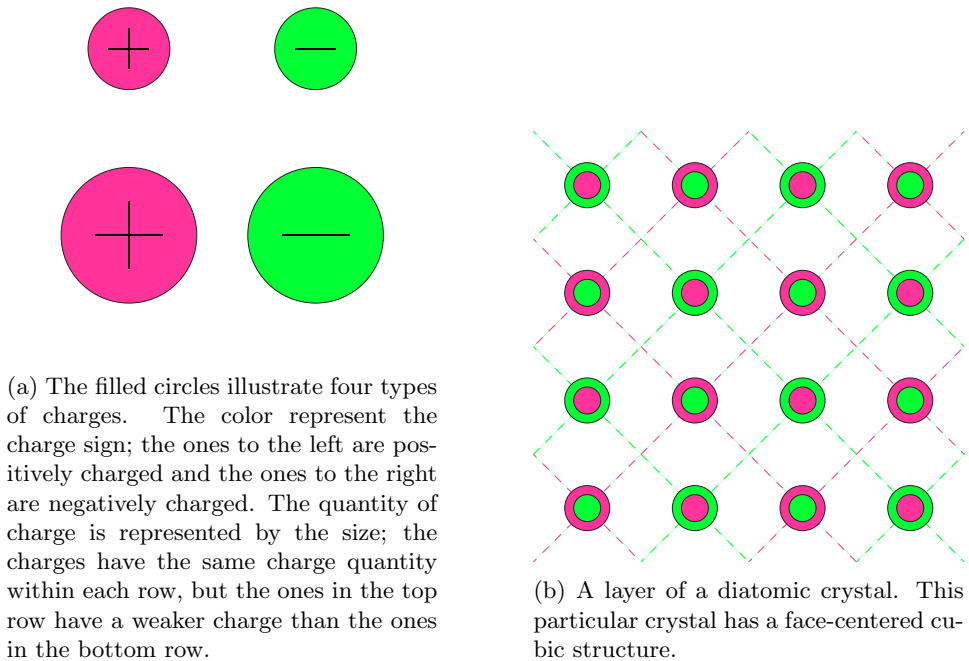 (a) The filled circles illustrate four types
of charges. The color represent the
charge sign; the ones to the left are pos-
itively charged and the ones to the right
are negatively charged. The quantity of
charge is represented by the size; the
charges have the same charge quantity
within each row, but the ones in the top
row have a weaker charge than the ones
in the bottom row.
(b) A layer of a diatomic crystal. This
particular crystal has a face-centered cu-
bic structure.